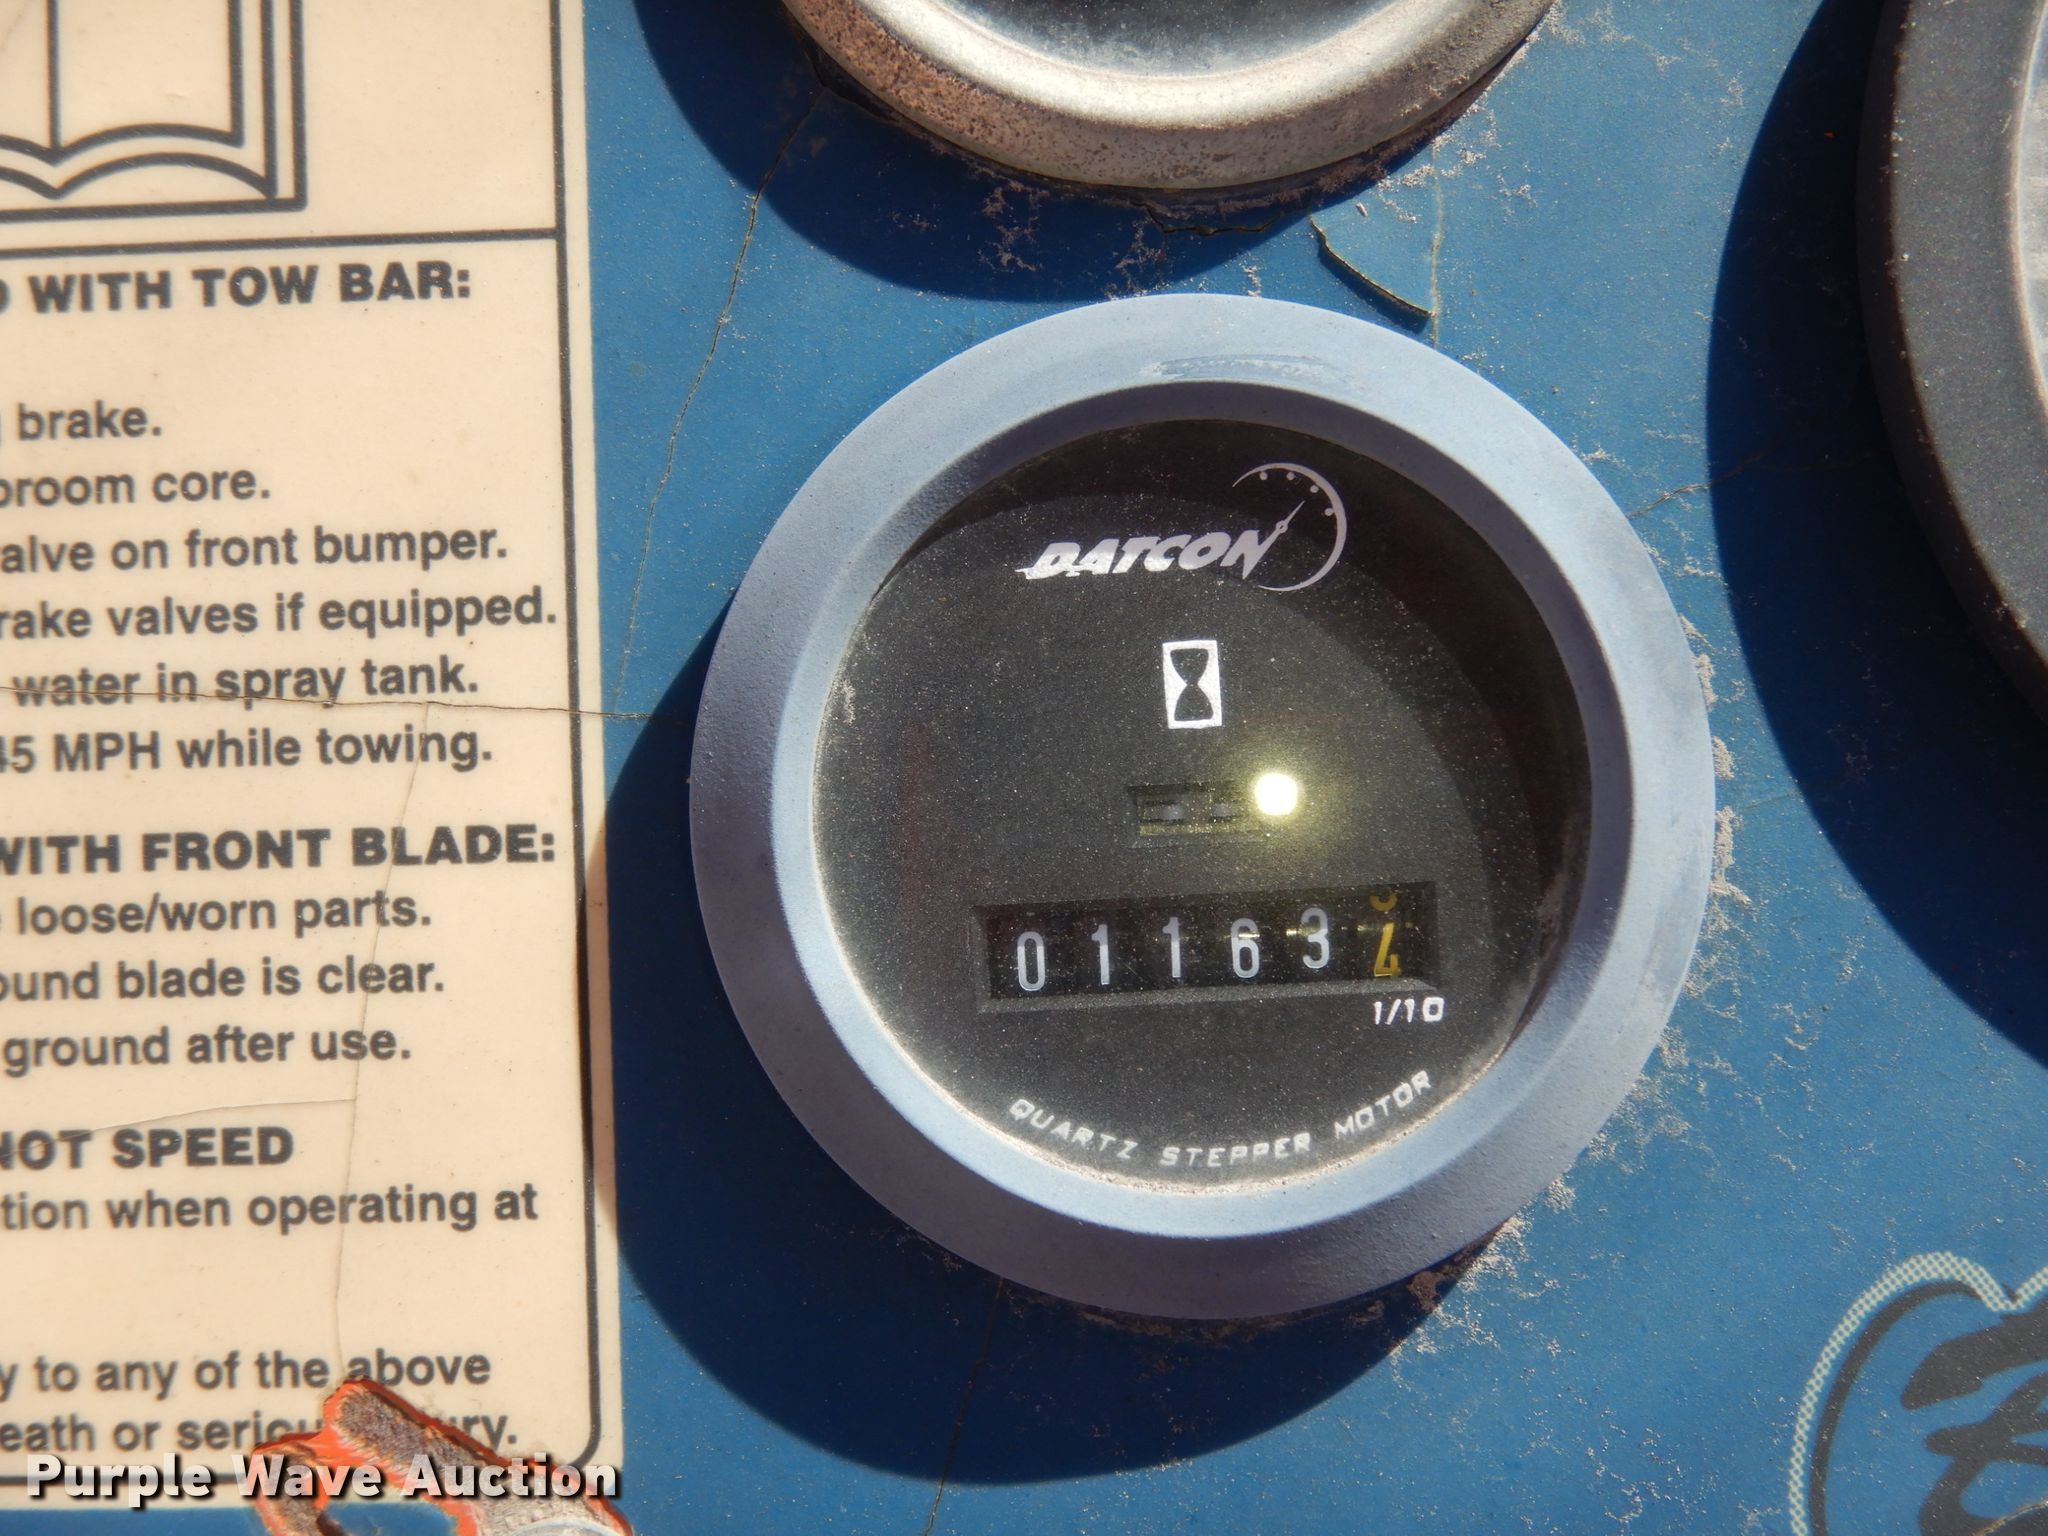 WITH TOW BAR:
brake.
broom core.
alve on front bumper.
rake valves if equipped.
water in spray tank.
45 MPH while towing.
WITH FRONT BLADE:
loose/worn parts.
ound blade is clear.
ground after use.
NOT SPEED
tion when operating at
y to any of the above
eath or serious injury.
DATCON
011634
1/10
QUARTZ STEPPER MOTOR
Purple Wave Auction